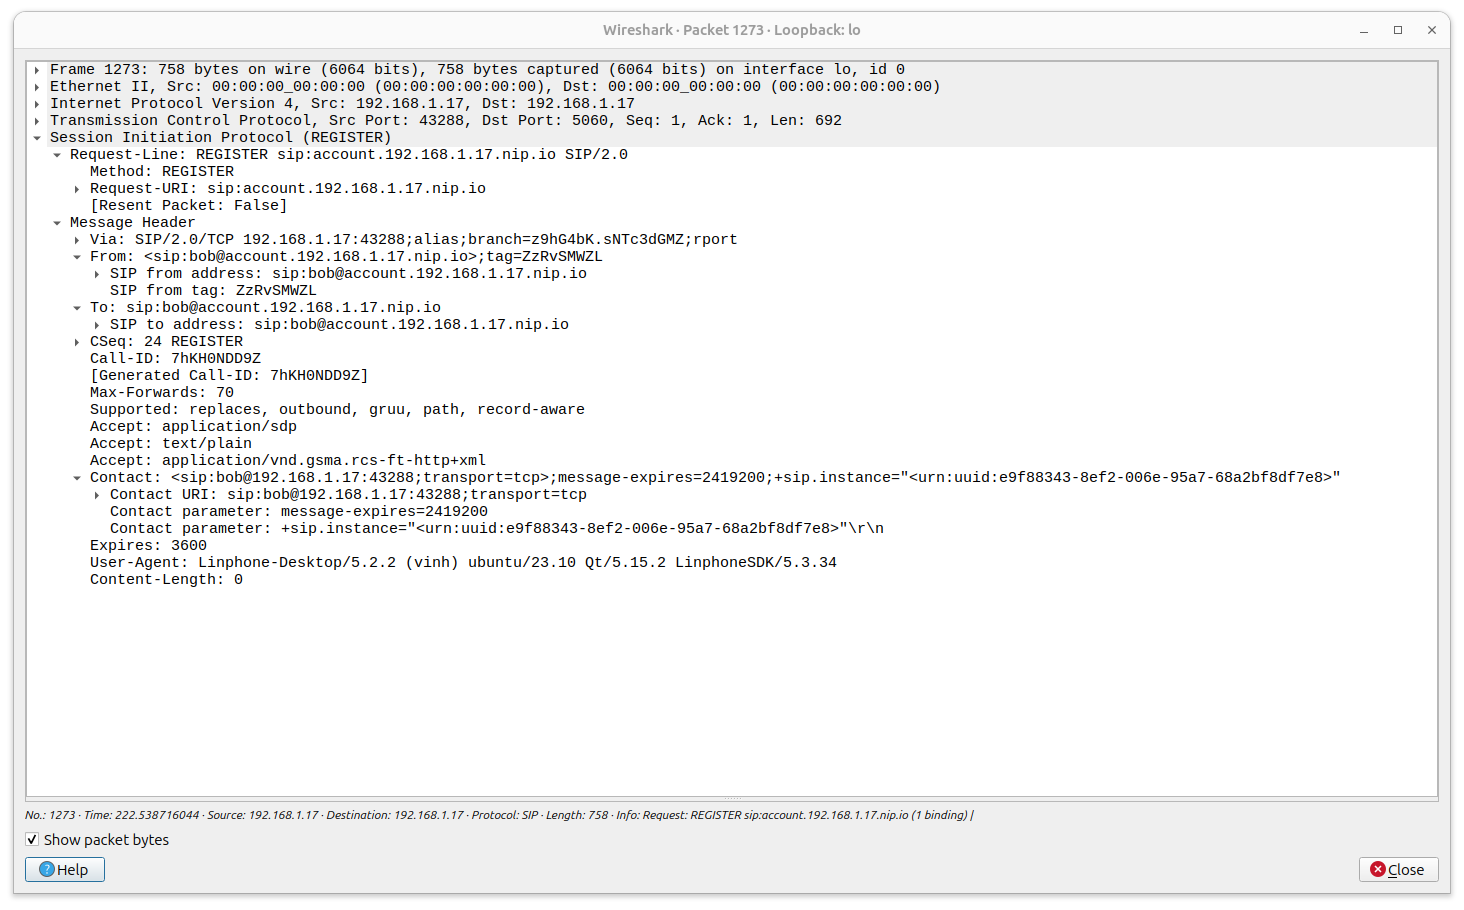 Wireshark · Packet 1273 · Loopback: lo
Frame 1273: 758 bytes on wire (6064 bits), 758 bytes captured (6064 bits) on interface lo, id 0
Ethernet II, Src: 00:00:00_00:00:00 (00:00:00:00:00:00), Dst: 00:00:00_00:00:00 (00:00:00:00:00:00)
Internet Protocol Version 4, Src: 192.168.1.17, Dst: 192.168.1.17
Transmission Control Protocol, Src Port: 43288, Dst Port: 5060, Seq: 1, Ack: 1, Len: 692
Session Initiation Protocol (REGISTER)
Request-Line: REGISTER sip:account.192.168.1.17.nip.io SIP/2.0
Method: REGISTER
Request-URI: sip:account.192.168.1.17.nip.io
[Resent Packet: False]
Message Header
Via: SIP/2.0/TCP 192.168.1.17:43288;alias;branch=z9hG4bK.sNTc3dGMZ;rport
From: <sip:bob@account.192.168.1.17.nip.io>;tag=ZzRvSMWZL
SIP from address: sip:bob@account.192.168.1.17.nip.io
SIP from tag: ZzRvSMWZL
To: sip:bob@account.192.168.1.17.nip.io
SIP to address: sip:bob@account.192.168.1.17.nip.io
CSeq: 24 REGISTER
Call-ID: 7hKH0NDD9Z
[Generated Call-ID: 7hKH0NDD9Z]
Max-Forwards: 70
Supported: replaces, outbound, gruu, path, record-aware
Accept: application/sdp
Accept: text/plain
Accept: application/vnd.gsma.rcs-ft-http+xml
Contact: <sip:bob@192.168.1.17:43288;transport=tcp>;message-expires=2419200;+sip.instance="<urn:uuid:e9f88343-8ef2-006e-95a7-68a2bf8df7e8>"
Contact URI: sip:bob@192.168.1.17:43288;transport=tcp
Contact parameter: message-expires=2419200
Contact parameter: +sip.instance="<urn:uuid:e9f88343-8ef2-006e-95a7-68a2bf8df7e8>"\r\n
Expires: 3600
User-Agent: Linphone-Desktop/5.2.2 (vinh) ubuntu/23.10 Qt/5.15.2 LinphoneSDK/5.3.34
Content-Length: 0
No.: 1273 · Time: 222.538716044 · Source: 192.168.1.17 · Destination: 192.168.1.17 · Protocol: SIP · Length: 758 · Info: Request: REGISTER sip:account.192.168.1.17.nip.io (1 binding) |
Show packet bytes
Help
Close